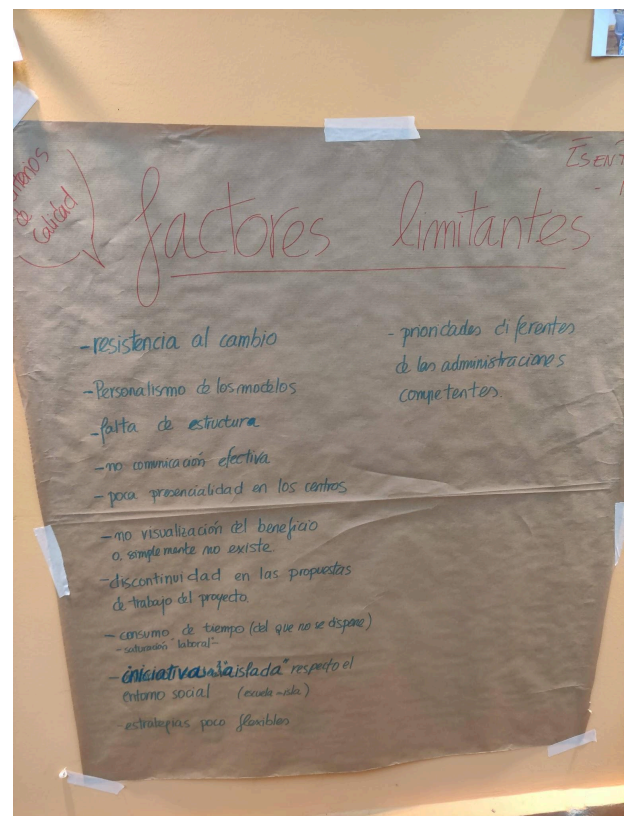 de
calidad
factores limitantes
-resistencia al cambio
-Personalismo de los modelos
-falta de estructura
-no comunicación efectiva
-poca presencialidad en los centros
-no visualización del beneficio
o, simplemente no existe.
-discontinuidad en las propuestas
de trabajo del proyecto.
- consumo de tiempo (del que no se dispone)
-saturación "laboral"-
-iniciativa "aislada" respecto el
entorno social (escuela-isla)
-estrategias poco flexibles
- prioridades diferentes
de las administraciones
competentes.